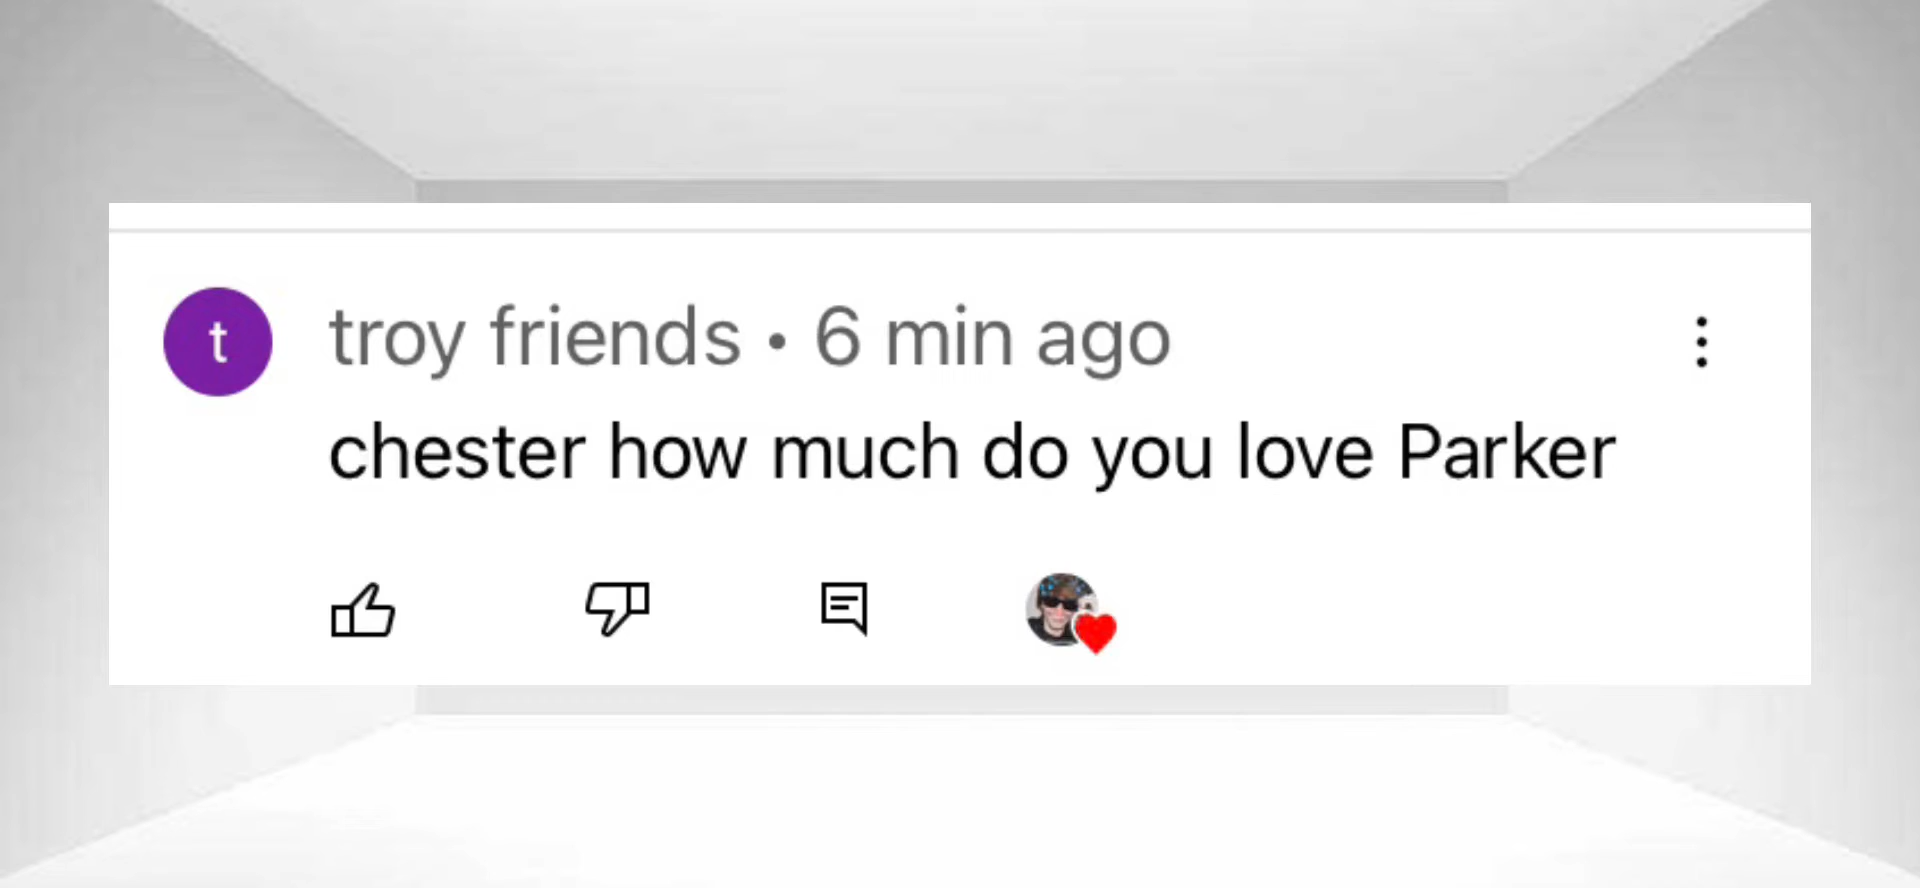 t
troy friends • 6 min ago
chester how much do you love Parker